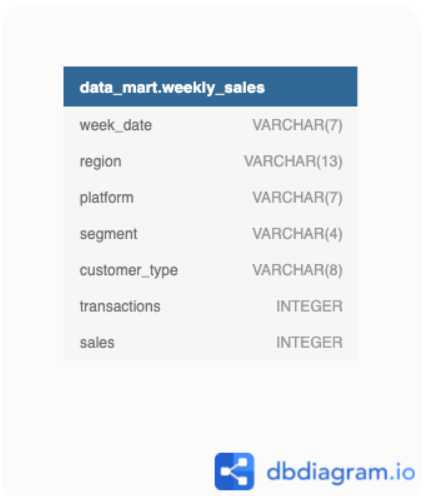 data_mart.weekly_sales
week_date VARCHAR(7)
region VARCHAR(13)
platform VARCHAR(7)
segment VARCHAR(4)
customer_type VARCHAR(8)
transactions INTEGER
sales INTEGER
dbdiagram.io